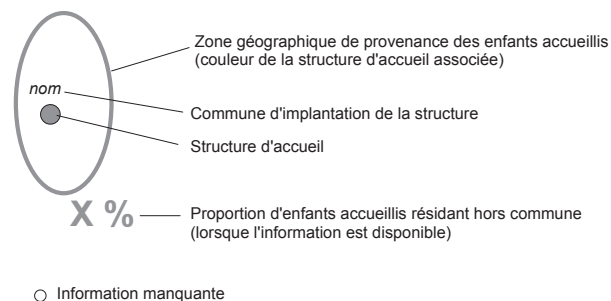 Zone géographique de provenance des enfants accueillis
(couleur de la structure d'accueil associée)
nom
Commune d'implantation de la structure
Structure d'accueil
X %
Proportion d'enfants accueillis résidant hors commune
(lorsque l'information est disponible)
Information manquante